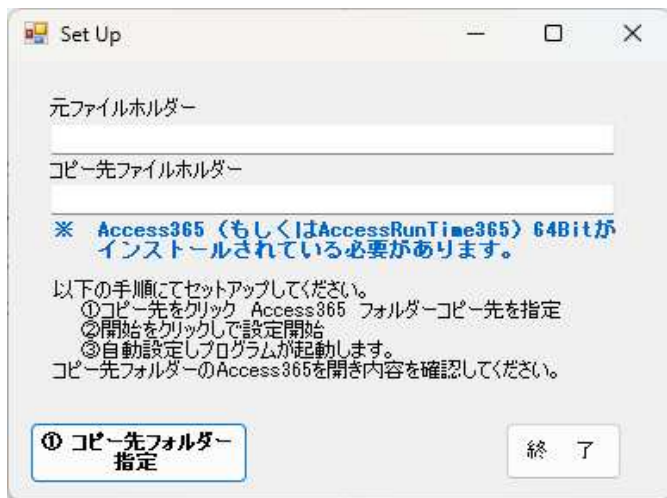 Set Up
元ファイルホルダー
コピー先ファイルホルダー
※ Access365（もしくはAccessRunTime365）64Bitが
インストールされている必要があります。
以下の手順にてセットアップしてください。
①コピー先をクリック Access365 フォルダーコピー先を指定
②開始をクリックしで設定開始
③自動設定しプログラムが起動します。
コピー先フォルダーのAccess365を開き内容を確認してください。
① コピー先フォルダー
指定
終 了